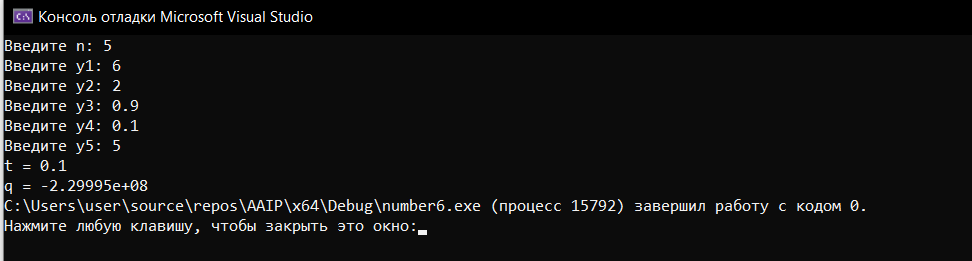 Консоль отладки Microsoft Visual Studio
Введите n: 5
Введите y1: 6
Введите y2: 2
Введите y3: 0.9
Введите y4: 0.1
Введите y5: 5
t = 0.1
q = -2.29995e+08
C:\Users\user\source\repos\AAIP\x64\Debug\number6.exe (процесс 15792) завершил работу с кодом 0.
Нажмите любую клавишу, чтобы закрыть это окно: